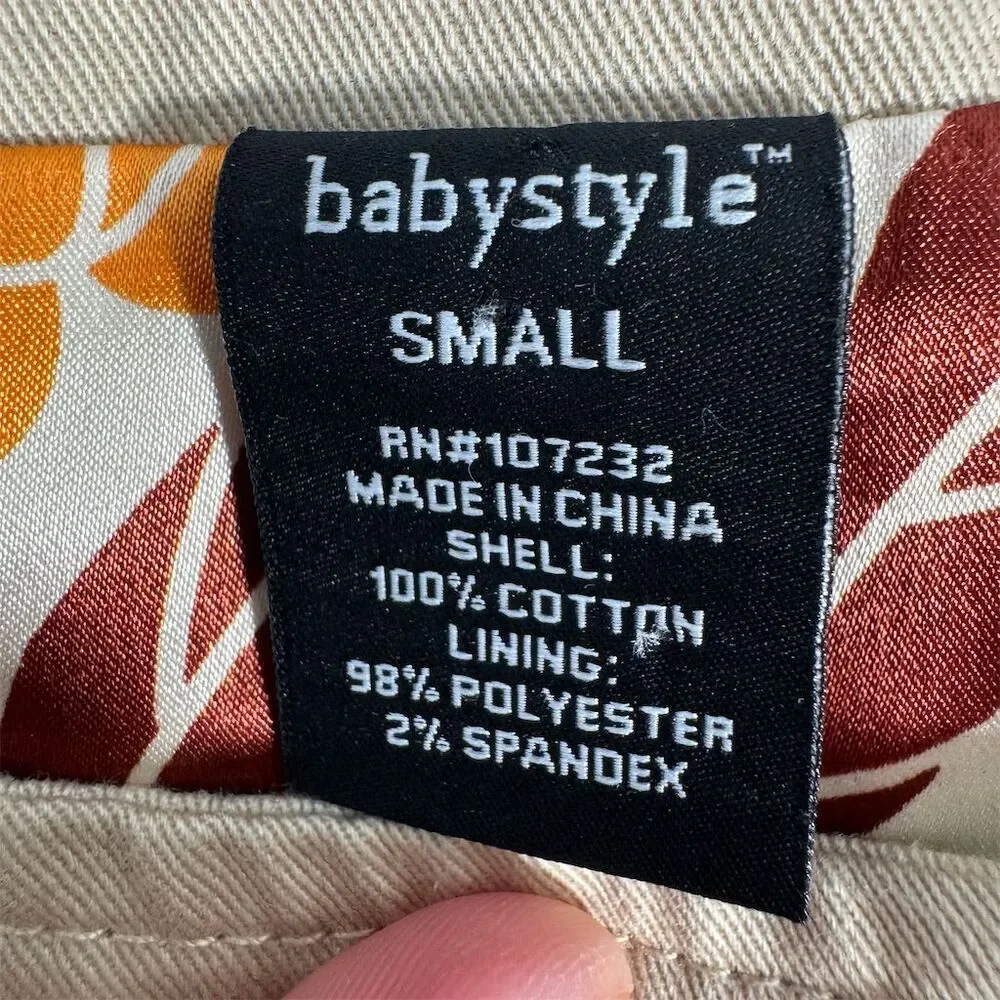 babystyle™
SMALL
RN#107232
MADE IN CHINA
SHELL:
100% COTTON
LINING:
98% POLYESTER
2% SPANDEX